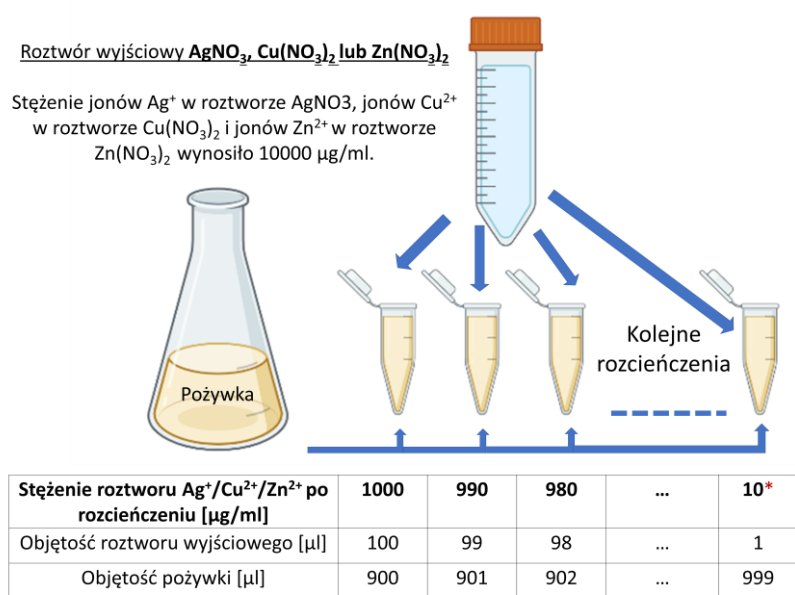 Roztwór wyjściowy AgNO₃, Cu(NO₃)₂ lub Zn(NO₃)₂
Stężenie jonów Ag⁺ w roztworze AgNO3, jonów Cu²⁺
w roztworze Cu(NO₃)₂ i jonów Zn²⁺ w roztworze
Zn(NO₃)₂ wynosiło 10000 µg/ml.
Pożywka
Kolejne
rozcieńczenia
Stężenie roztworu Ag⁺/Cu²⁺/Zn²⁺ po
rozcieńczeniu [µg/ml] 1000 990 980 ... 10*
Objętość roztworu wyjściowego [µl] 100 99 98 ... 1
Objętość pożywki [µl] 900 901 902 ... 999